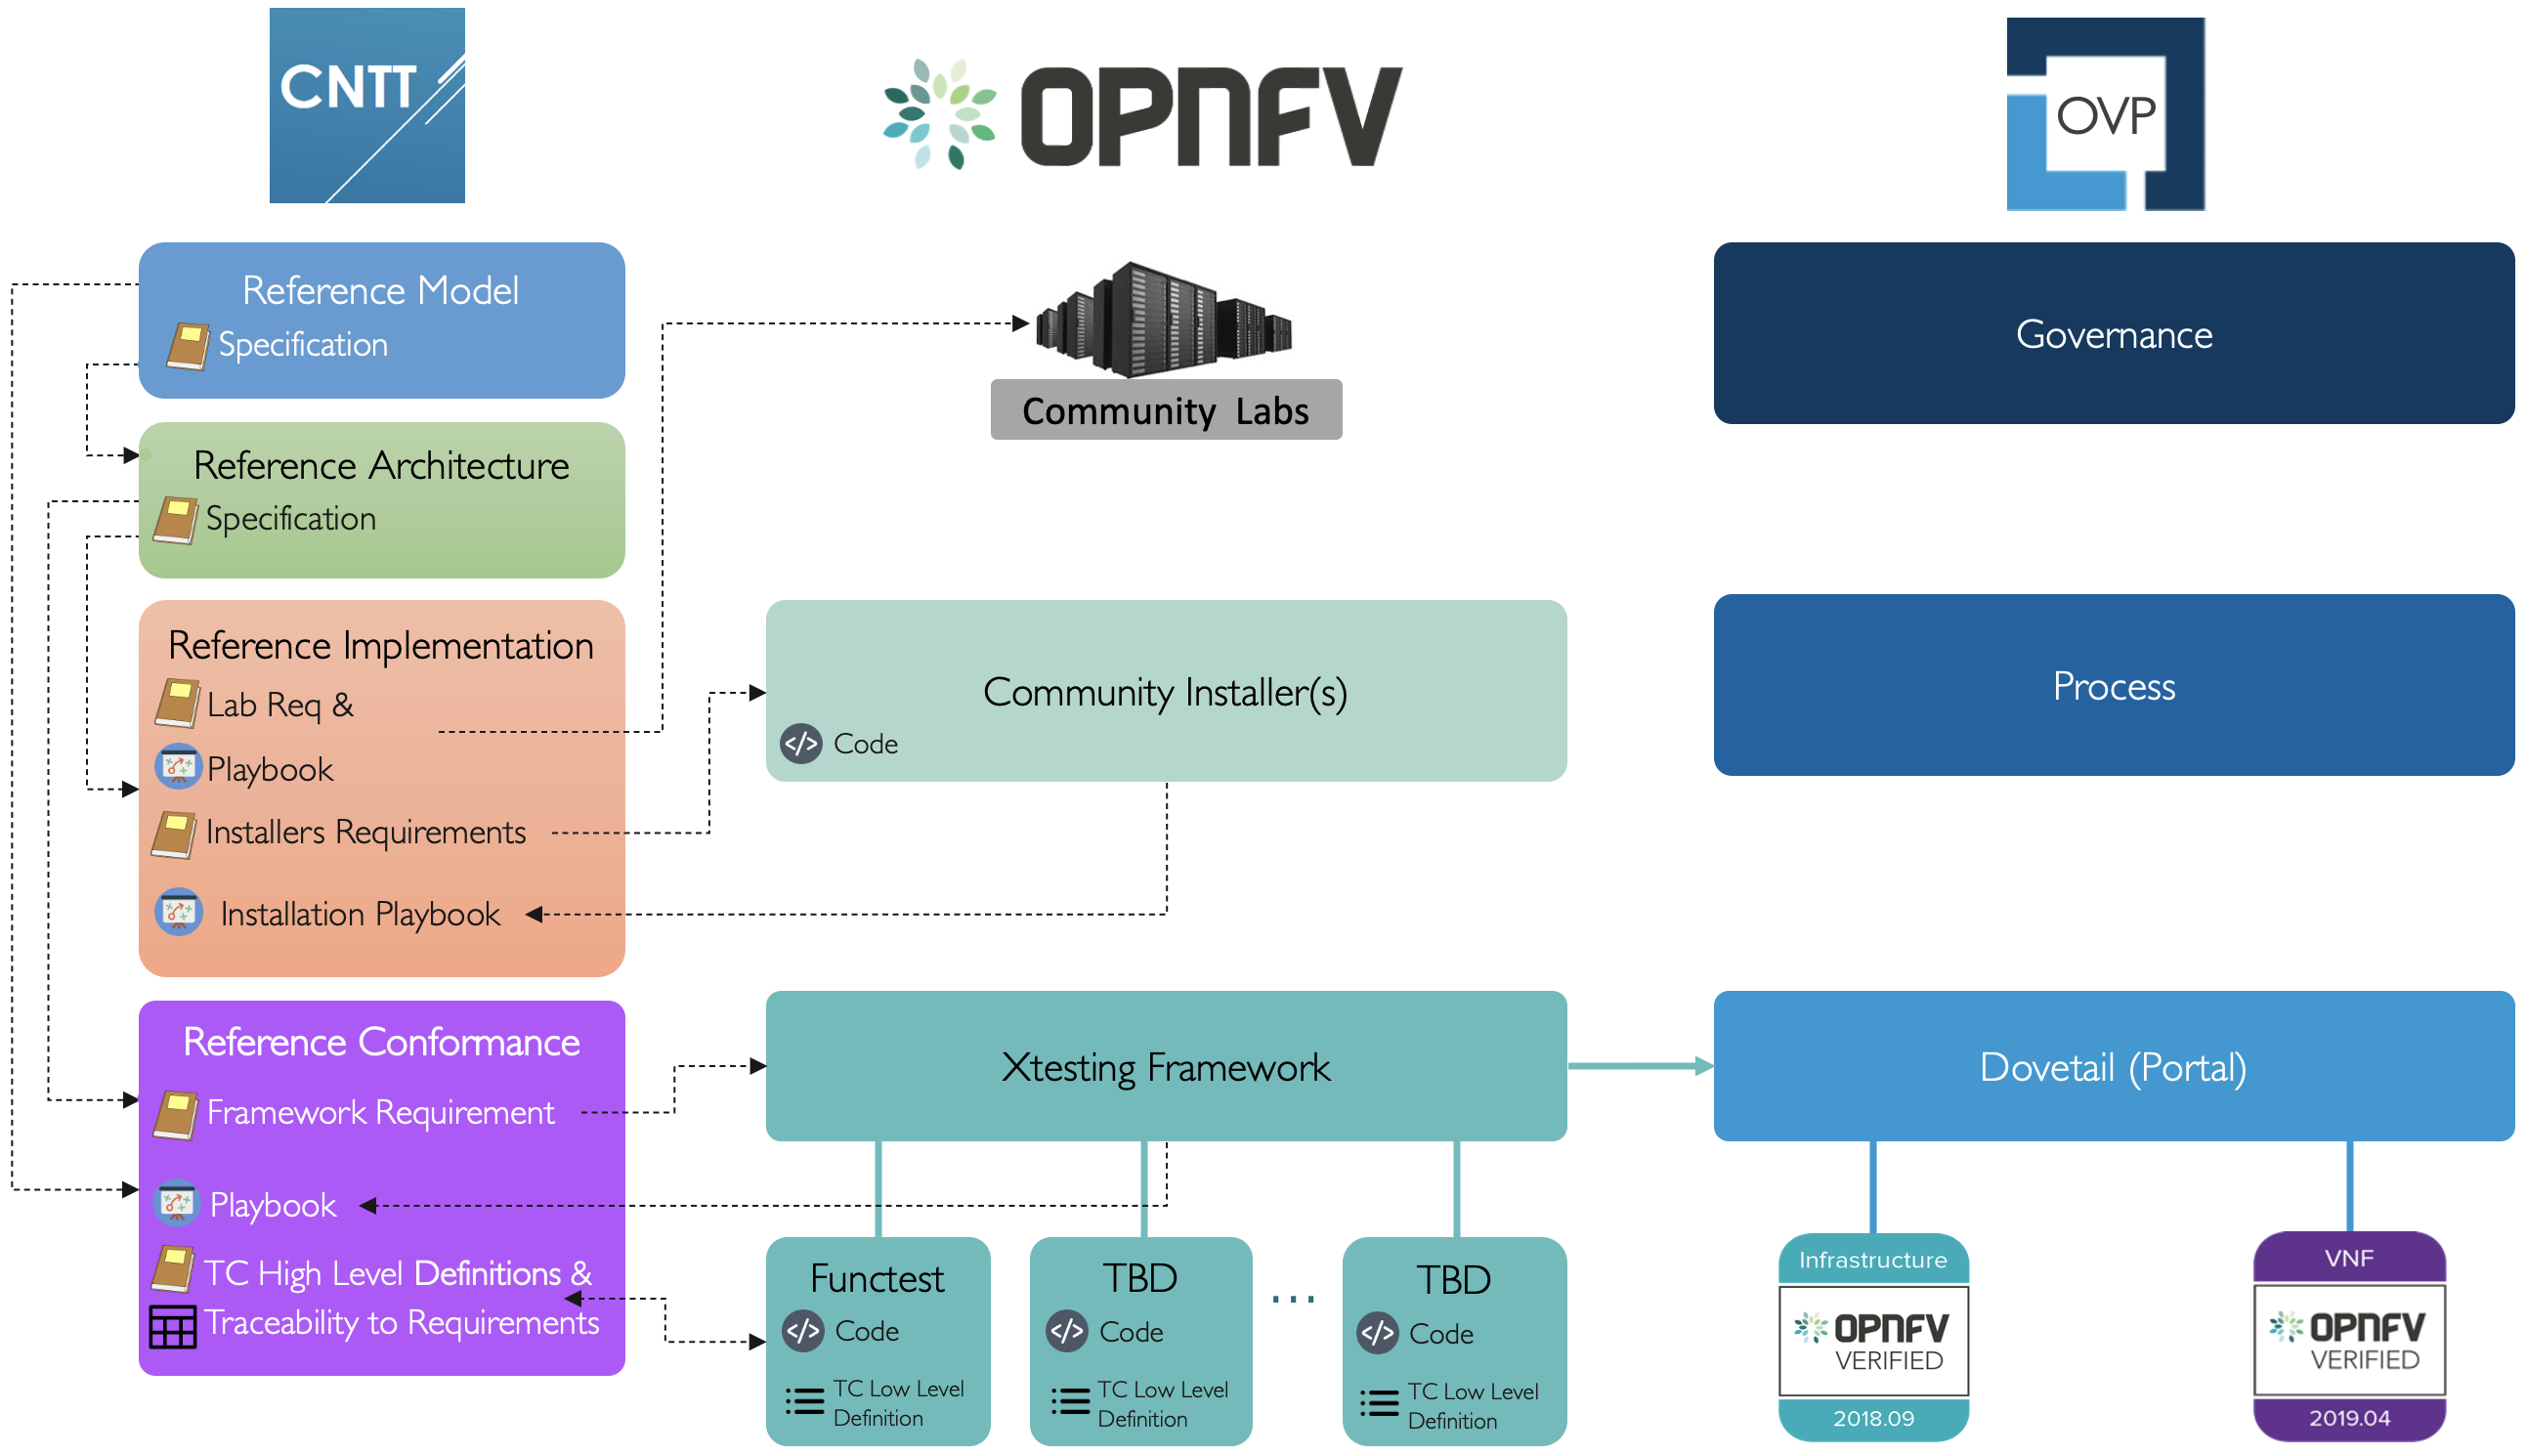 CNTT
OPNFV
OVP
Reference Model
Specification
Reference Architecture
Specification
Reference Implementation
Lab Req &
Playbook
Installers Requirements
Installation Playbook
Reference Conformance
Framework Requirement
Playbook
TC High Level Definitions &
Traceability to Requirements
Community Labs
Community Installer(s)
</> Code
Xtesting Framework
Functest
</> Code
TC Low Level
Definition
TBD
</> Code
TC Low Level
Definition
...
TBD
</> Code
TC Low Level
Definition
Governance
Process
Dovetail (Portal)
Infrastructure
OPNFV
VERIFIED
2018.09
VNF
OPNFV
VERIFIED
2019.04